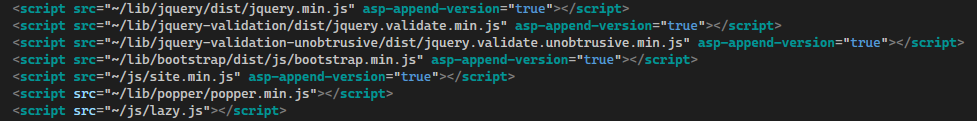 <script src="~/lib/jquery/dist/jquery.min.js" asp-append-version="true"></script>
<script src="~/lib/jquery-validation/dist/jquery.validate.min.js" asp-append-version="true"></script>
<script src="~/lib/jquery-validation-unobtrusive/dist/jquery.validate.unobtrusive.min.js" asp-append-version="true"></script>
<script src="~/lib/bootstrap/dist/js/bootstrap.min.js" asp-append-version="true"></script>
<script src="~/js/site.min.js" asp-append-version="true"></script>
<script src="~/lib/popper/popper.min.js"></script>
<script src="~/js/lazy.js"></script>